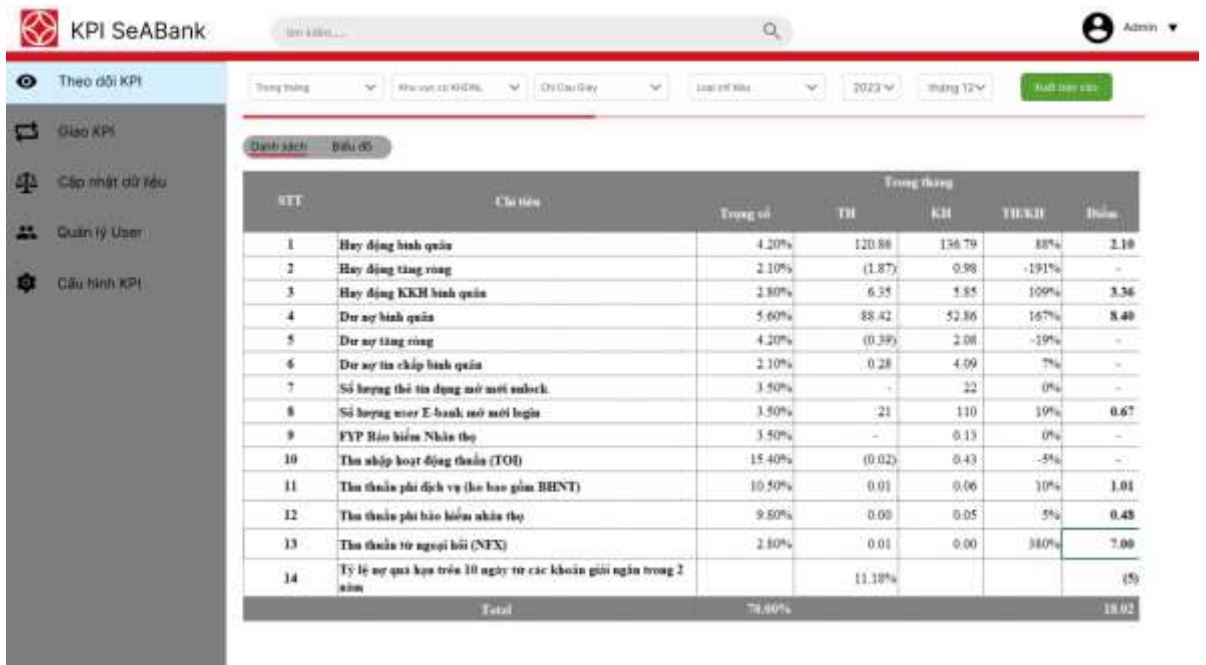 KPI SeABank
Tìm kiếm.....
Admin
Theo dõi KPI
Giao KPI
Cập nhật dữ liệu
Quản lý User
Cấu hình KPI
Trong tháng
Khu vực
CN Cau Giay
2023
tháng 12
Xuất báo cáo
Danh sách Biểu đồ
STT Chỉ tiêu Trong tháng
Trọng số TH KH TH/KH Điểm
1 Huy động bình quân 4.20% 120.86 136.79 88% 2.10
2 Huy động tăng ròng 2.10% (1.87) 0.98 -191% -
3 Huy động KKH bình quân 2.80% 6.35 5.85 109% 3.36
4 Dư nợ bình quân 5.60% 88.42 52.86 167% 8.40
5 Dư nợ tăng ròng 4.20% (0.39) 2.08 -19% -
6 Dư nợ tín chấp bình quân 2.10% 0.28 4.09 7% -
7 Số lượng thẻ tín dụng mở mới unlock 3.50% - 22 0% -
8 Số lượng user E-bank mở mới login 3.50% 21 110 19% 0.67
9 FYP Bảo hiểm Nhân thọ 3.50% - 0.13 0% -
10 Thu nhập hoạt động thuần (TOI) 15.40% (0.02) 0.43 -5% -
11 Thu thuần phí dịch vụ (ko bao gồm BHNT) 10.50% 0.01 0.06 10% 1.01
12 Thu thuần phí bảo hiểm nhân thọ 9.80% 0.00 0.05 5% 0.48
13 Thu thuần từ ngoại hối (NFX) 2.80% 0.01 0.00 380% 7.00
14 Tỷ lệ nợ quá hạn trên 10 ngày từ các khoản giải ngân trong 2 năm 11.18% (5)
Total 70.00% 18.02